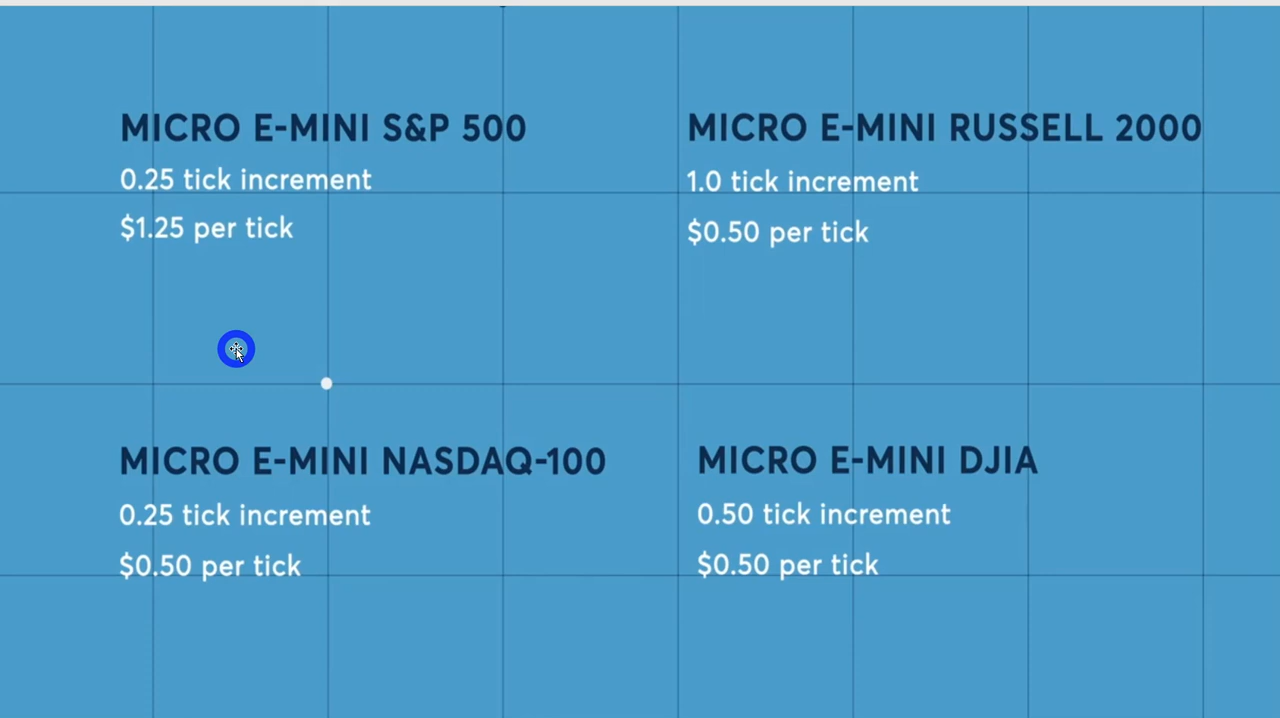 MICRO E-MINI S&P 500
0.25 tick increment
$1.25 per tick
MICRO E-MINI RUSSELL 2000
1.0 tick increment
$0.50 per tick
MICRO E-MINI NASDAQ-100
0.25 tick increment
$0.50 per tick
MICRO E-MINI DJIA
0.50 tick increment
$0.50 per tick